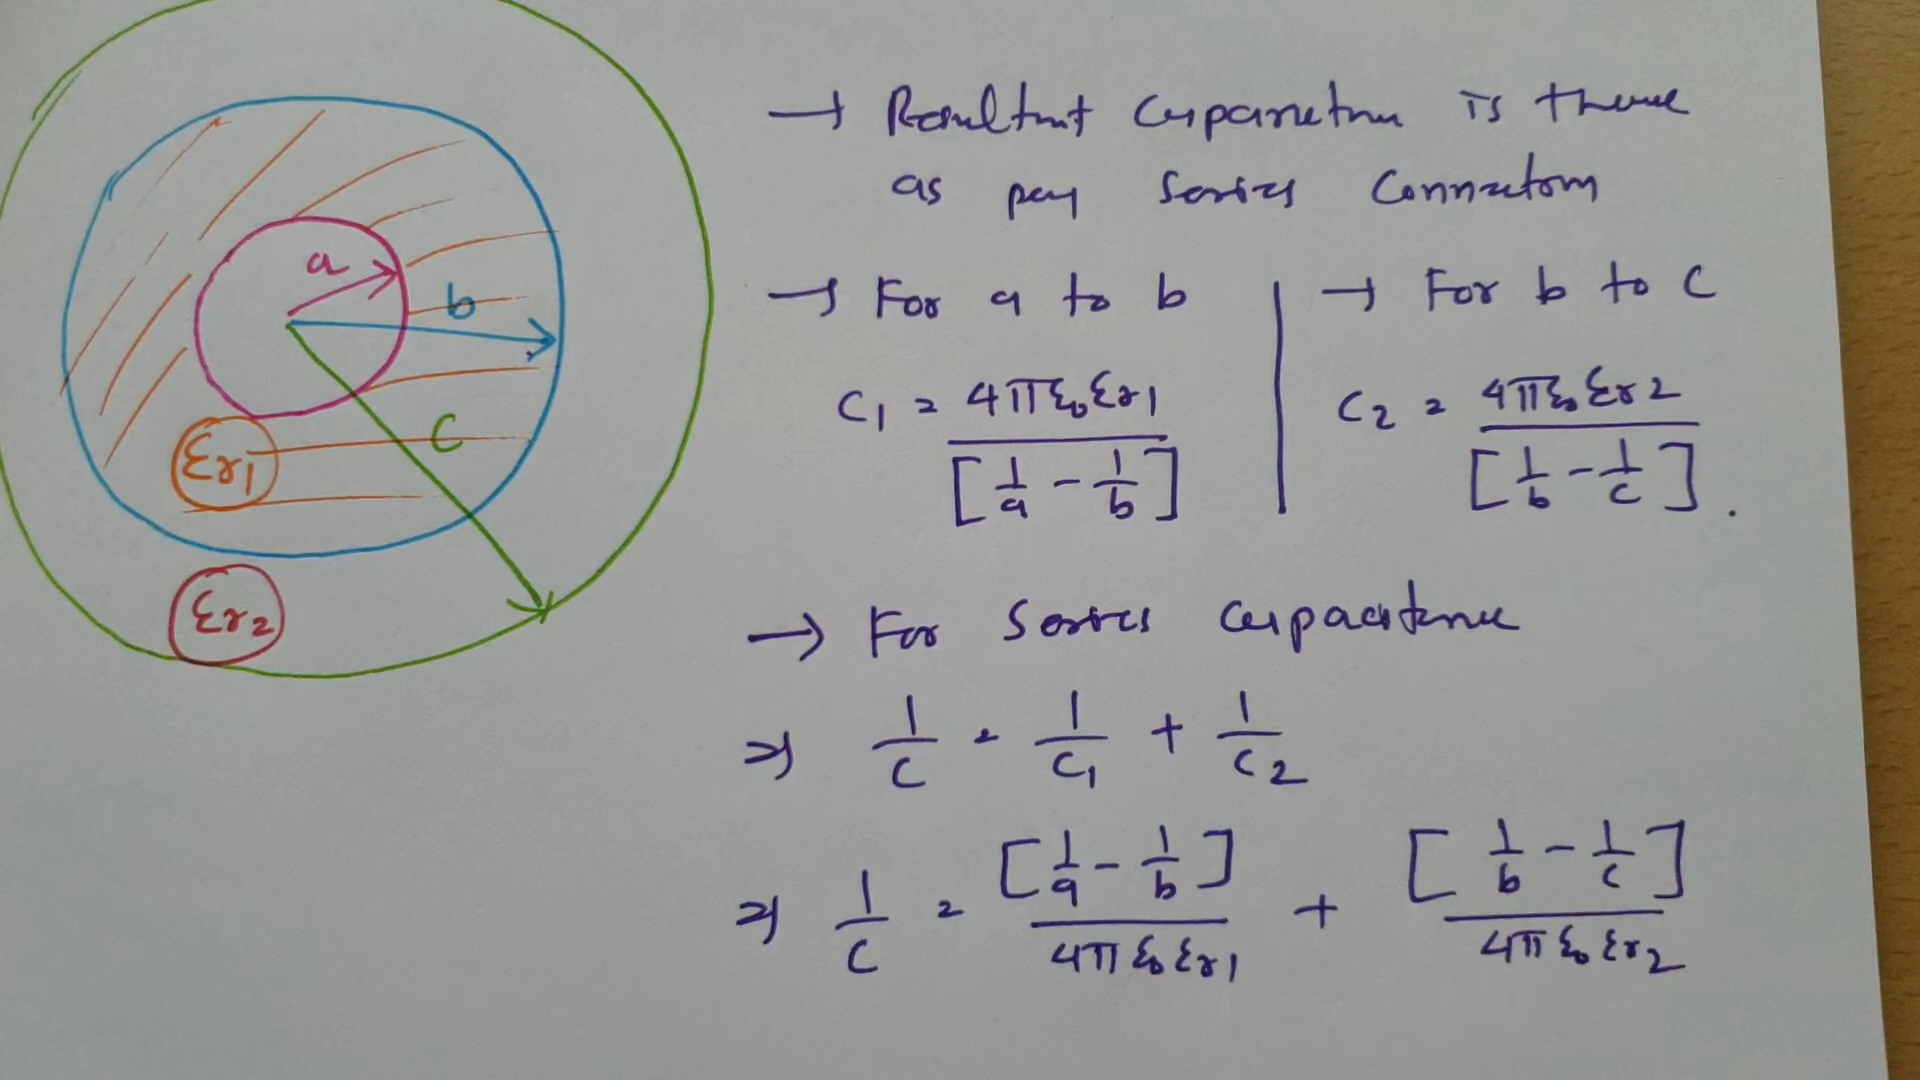 a
b
c
εr1
εr2
→ Resultant Capacitance is there
as per Series Connection
→ For a to b
C1 = 4πε0εr1 / [1/a - 1/b]
→ For b to c
C2 = 4πε0εr2 / [1/b - 1/c].
→ For Series Capacitance
⇒ 1/C = 1/C1 + 1/C2
⇒ 1/C = [1/a - 1/b] / 4πε0εr1 + [1/b - 1/c] / 4πε0εr2